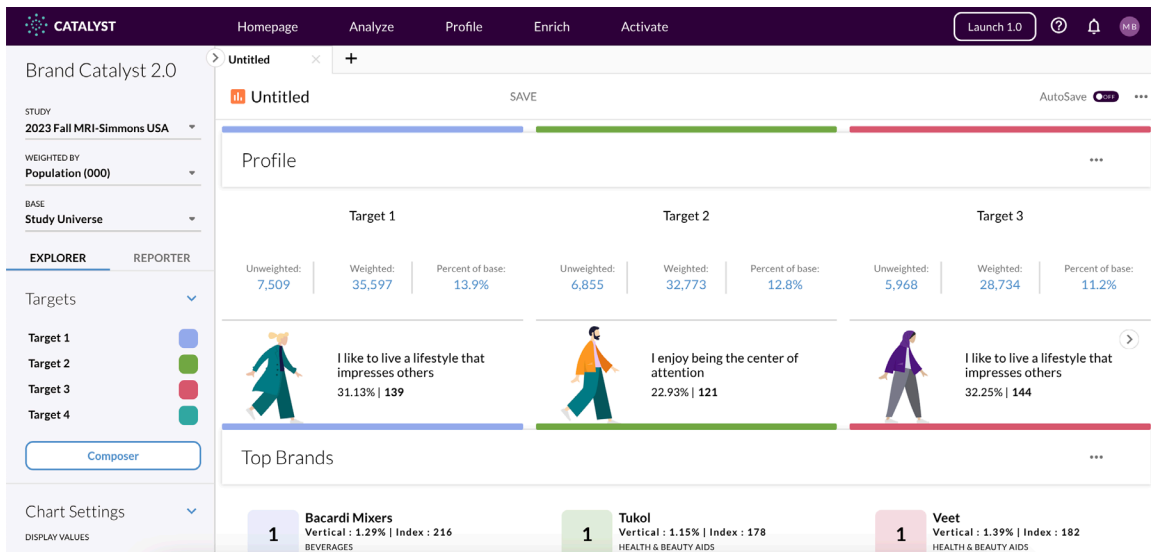 CATALYST
Homepage
Analyze
Profile
Enrich
Activate
Launch 1.0
MB
Brand Catalyst 2.0
STUDY
2023 Fall MRI-Simmons USA
WEIGHTED BY
Population (000)
BASE
Study Universe
EXPLORER
REPORTER
Targets
Target 1
Target 2
Target 3
Target 4
Composer
Chart Settings
DISPLAY VALUES
Untitled
Untitled
SAVE
AutoSave OFF
Profile
Target 1
Target 2
Target 3
Unweighted: Weighted: Percent of base:
7,509 35,597 13.9%
Unweighted: Weighted: Percent of base:
6,855 32,773 12.8%
Unweighted: Weighted: Percent of base:
5,968 28,734 11.2%
I like to live a lifestyle that
impresses others
31.13% | 139
I enjoy being the center of
attention
22.93% | 121
I like to live a lifestyle that
impresses others
32.25% | 144
Top Brands
1
Bacardi Mixers
Vertical : 1.29% | Index : 216
BEVERAGES
1
Tukol
Vertical : 1.15% | Index : 178
HEALTH & BEAUTY AIDS
1
Veet
Vertical : 1.39% | Index : 182
HEALTH & BEAUTY AIDS